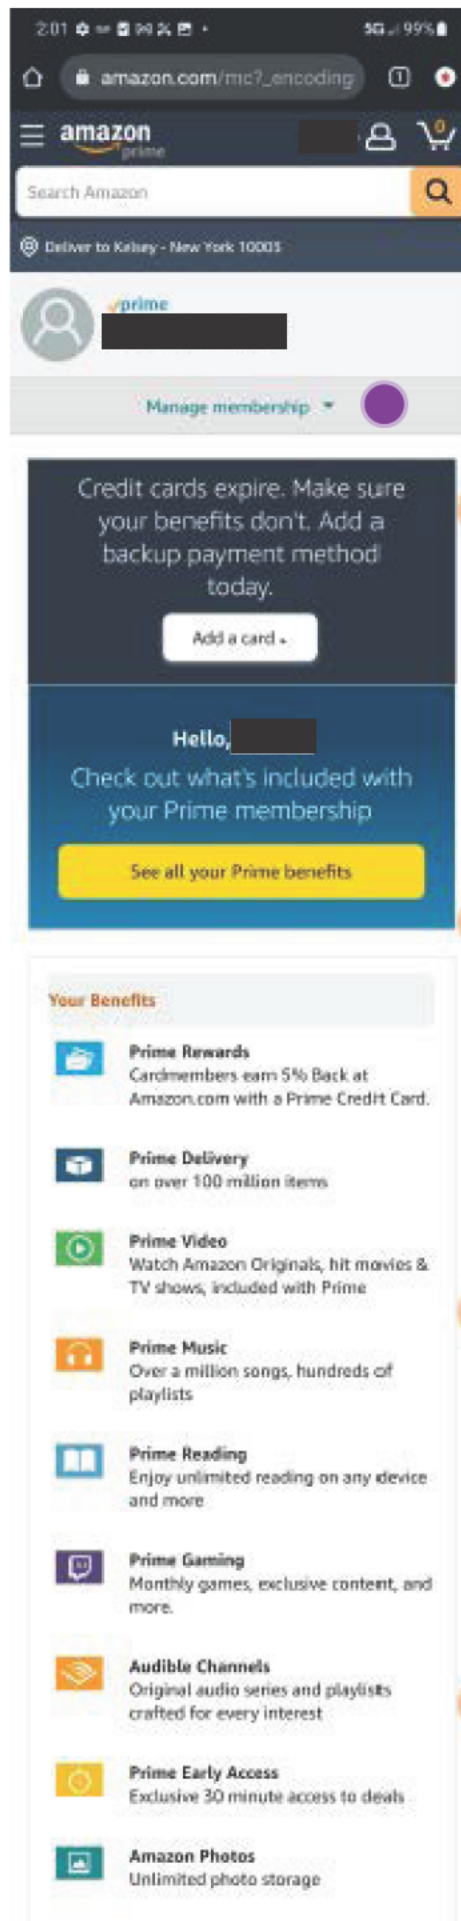 2:01
5G 99%
amazon.com/mc?_encoding
1
amazon
prime
0
Search Amazon
Deliver to Kelsey - New York 10005
prime
Manage membership
Credit cards expire. Make sure
your benefits don't. Add a
backup payment method
today.
Add a card
Hello,
Check out what's included with
your Prime membership
See all your Prime benefits
Your Benefits
Prime Rewards
Cardmembers earn 5% Back at
Amazon.com with a Prime Credit Card.
Prime Delivery
on over 100 million items
Prime Video
Watch Amazon Originals, hit movies &
TV shows, included with Prime
Prime Music
Over a million songs, hundreds of
playlists
Prime Reading
Enjoy unlimited reading on any device
and more
Prime Gaming
Monthly games, exclusive content, and
more.
Audible Channels
Original audio series and playlists
crafted for every interest
Prime Early Access
Exclusive 30 minute access to deals
Amazon Photos
Unlimited photo storage